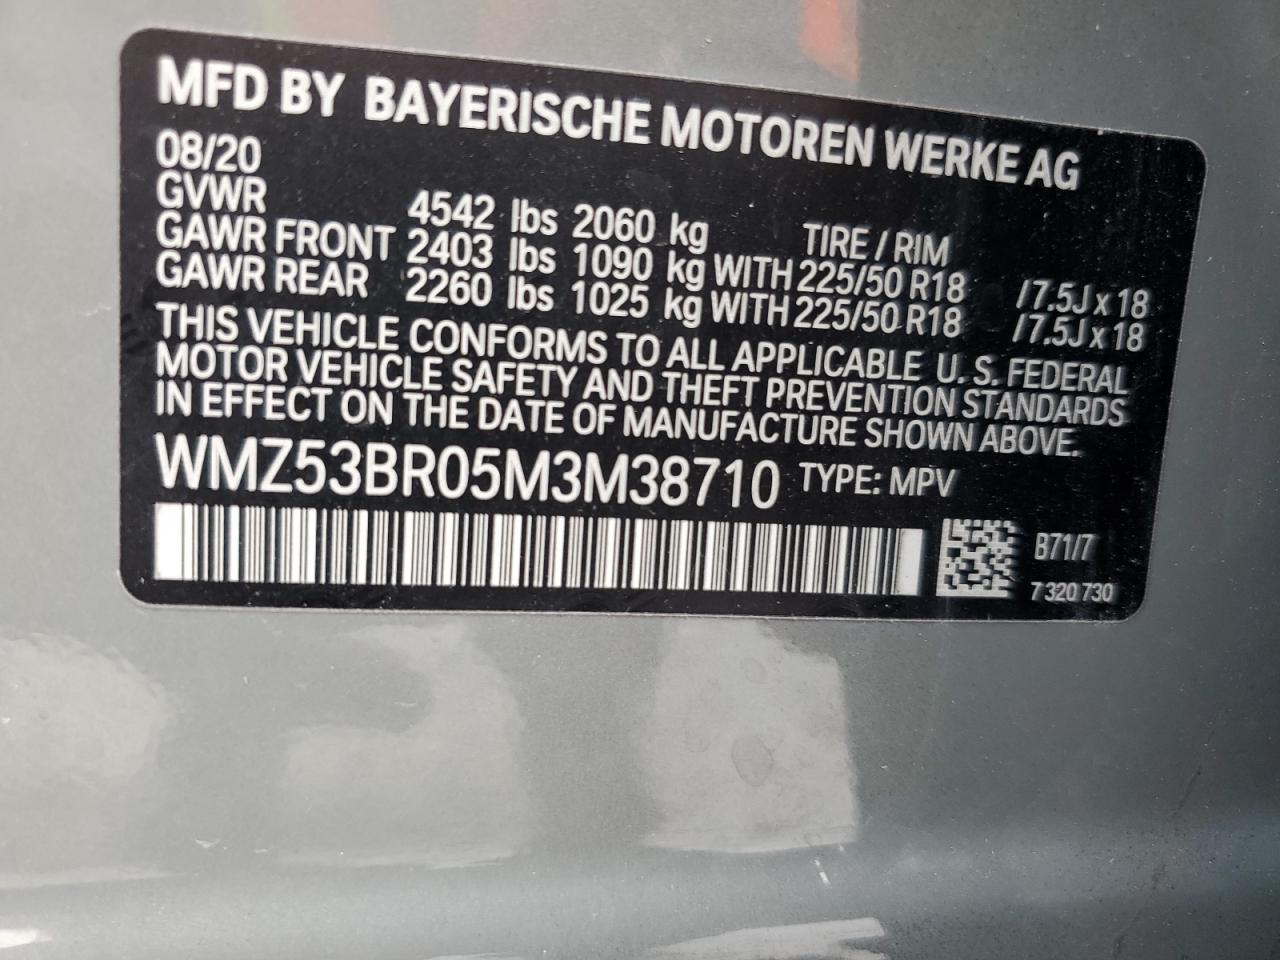 MFD BY BAYERISCHE MOTOREN WERKE AG
08/20
GVWR 4542 lbs 2060 kg TIRE / RIM
GAWR FRONT 2403 lbs 1090 kg WITH 225/50 R18 /7.5J x 18
GAWR REAR 2260 lbs 1025 kg WITH 225/50 R18 /7.5J x 18
THIS VEHICLE CONFORMS TO ALL APPLICABLE U. S. FEDERAL
MOTOR VEHICLE SAFETY AND THEFT PREVENTION STANDARDS
IN EFFECT ON THE DATE OF MANUFACTURE SHOWN ABOVE.
WMZ53BR05M3M38710 TYPE: MPV
B71/7
7 320 730